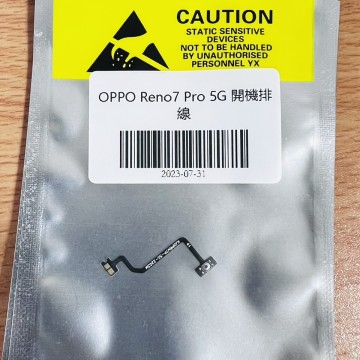 CAUTION
STATIC SENSITIVE
DEVICES
NOT TO BE HANDLED
BY UNAUTHORISED
PERSONNEL YX
OPPO Reno7 Pro 5G 開機排
線
2023-07-31